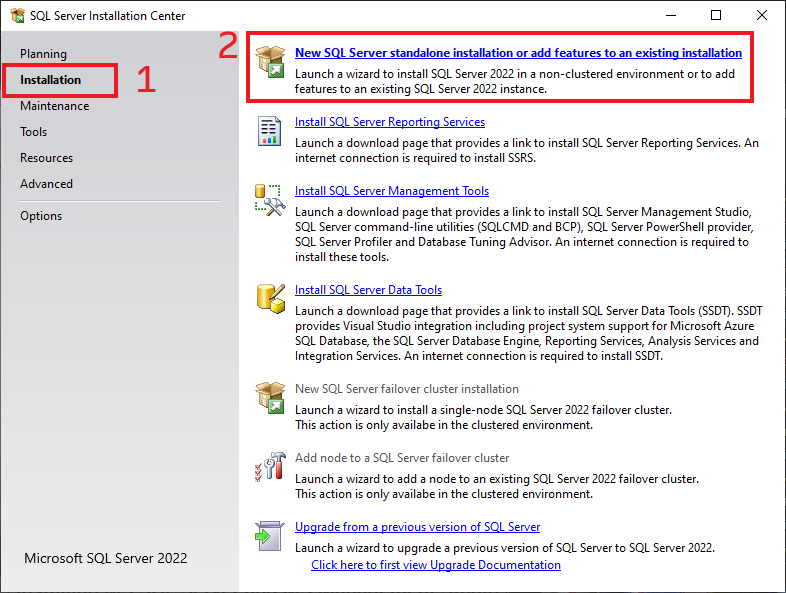 SQL Server Installation Center
Planning
Installation
Maintenance
Tools
Resources
Advanced
Options
Microsoft SQL Server 2022
1
2
New SQL Server standalone installation or add features to an existing installation
Launch a wizard to install SQL Server 2022 in a non-clustered environment or to add
features to an existing SQL Server 2022 instance.
Install SQL Server Reporting Services
Launch a download page that provides a link to install SQL Server Reporting Services. An
internet connection is required to install SSRS.
Install SQL Server Management Tools
Launch a download page that provides a link to install SQL Server Management Studio,
SQL Server command-line utilities (SQLCMD and BCP), SQL Server PowerShell provider,
SQL Server Profiler and Database Tuning Advisor. An internet connection is required to
install these tools.
Install SQL Server Data Tools
Launch a download page that provides a link to install SQL Server Data Tools (SSDT). SSDT
provides Visual Studio integration including project system support for Microsoft Azure
SQL Database, the SQL Server Database Engine, Reporting Services, Analysis Services and
Integration Services. An internet connection is required to install SSDT.
New SQL Server failover cluster installation
Launch a wizard to install a single-node SQL Server 2022 failover cluster.
This action is only availabe in the clustered environment.
Add node to a SQL Server failover cluster
Launch a wizard to add a node to an existing SQL Server 2022 failover cluster.
This action is only availabe in the clustered environment.
Upgrade from a previous version of SQL Server
Launch a wizard to upgrade a previous version of SQL Server to SQL Server 2022.
Click here to first view Upgrade Documentation